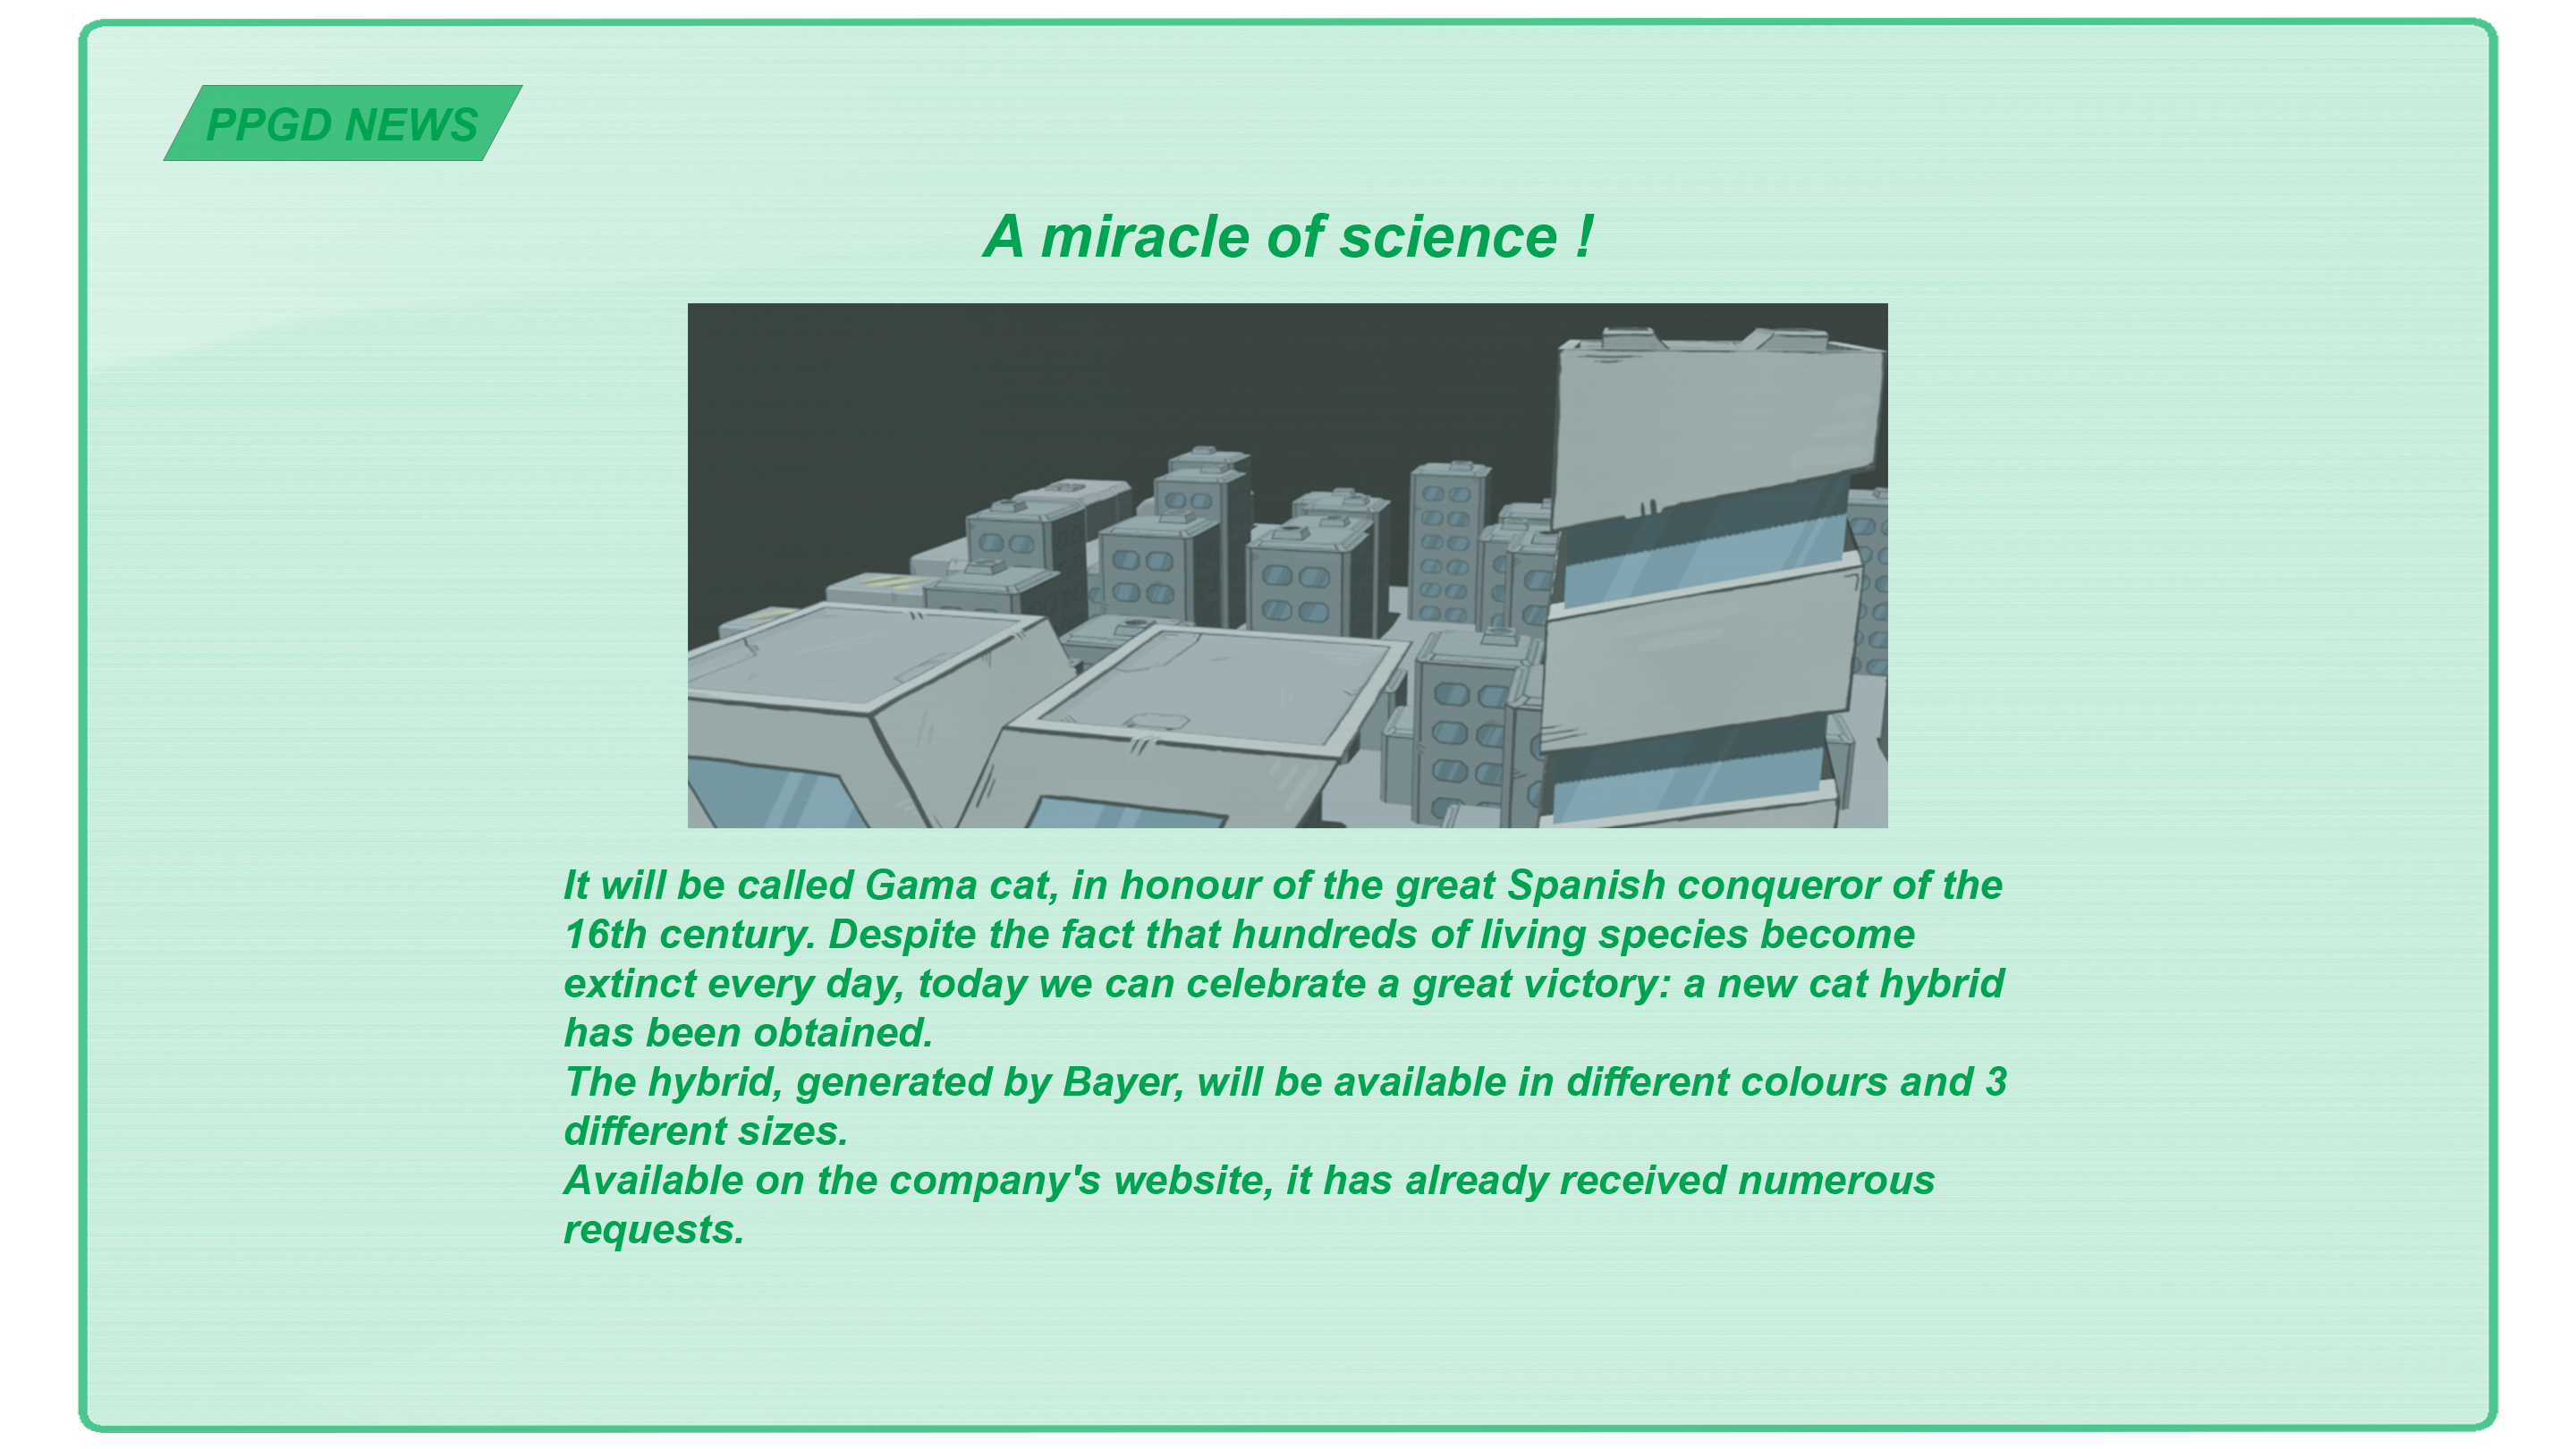 PPGD NEWS
A miracle of science !
It will be called Gama cat, in honour of the great Spanish conqueror of the
16th century. Despite the fact that hundreds of living species become
extinct every day, today we can celebrate a great victory: a new cat hybrid
has been obtained.
The hybrid, generated by Bayer, will be available in different colours and 3
different sizes.
Available on the company's website, it has already received numerous
requests.